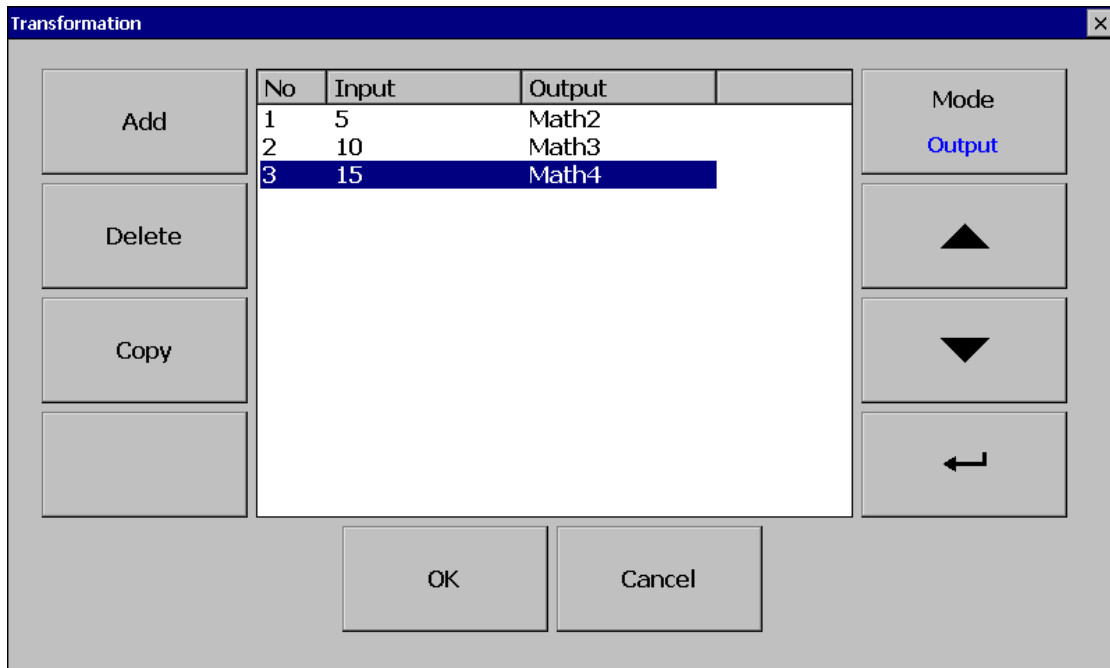 Transformation
Add
Delete
Copy
No Input Output
1 5 Math2
2 10 Math3
3 15 Math4
Mode
Output
OK
Cancel